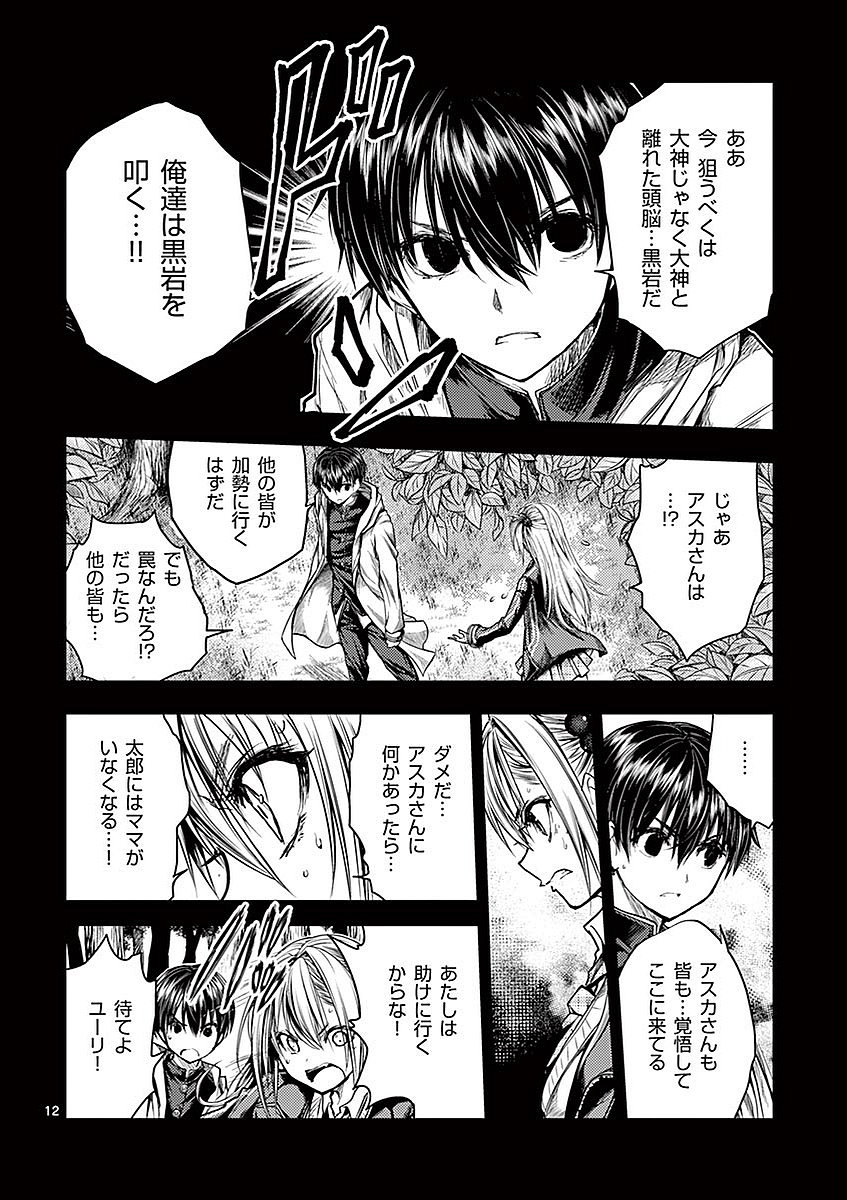 ああ
今 狙うべくは
大神じゃなく大神と
離れた頭脳…黒岩だ
ドドド
俺達は黒岩を
叩く…!!
じゃあ
アスカさんは
…!?
他の皆が
加勢に行く
はずだ
でも
罠なんだろ!?
だったら
他の皆も…
……
アスカさんも
皆も…覚悟して
ここに来てる
ダメだ…
アスカさんに
何かあったら…
太郎にはママが
いなくなる…！
あたしは
助けに行く
からな！
待てよ
ユーリ！
12